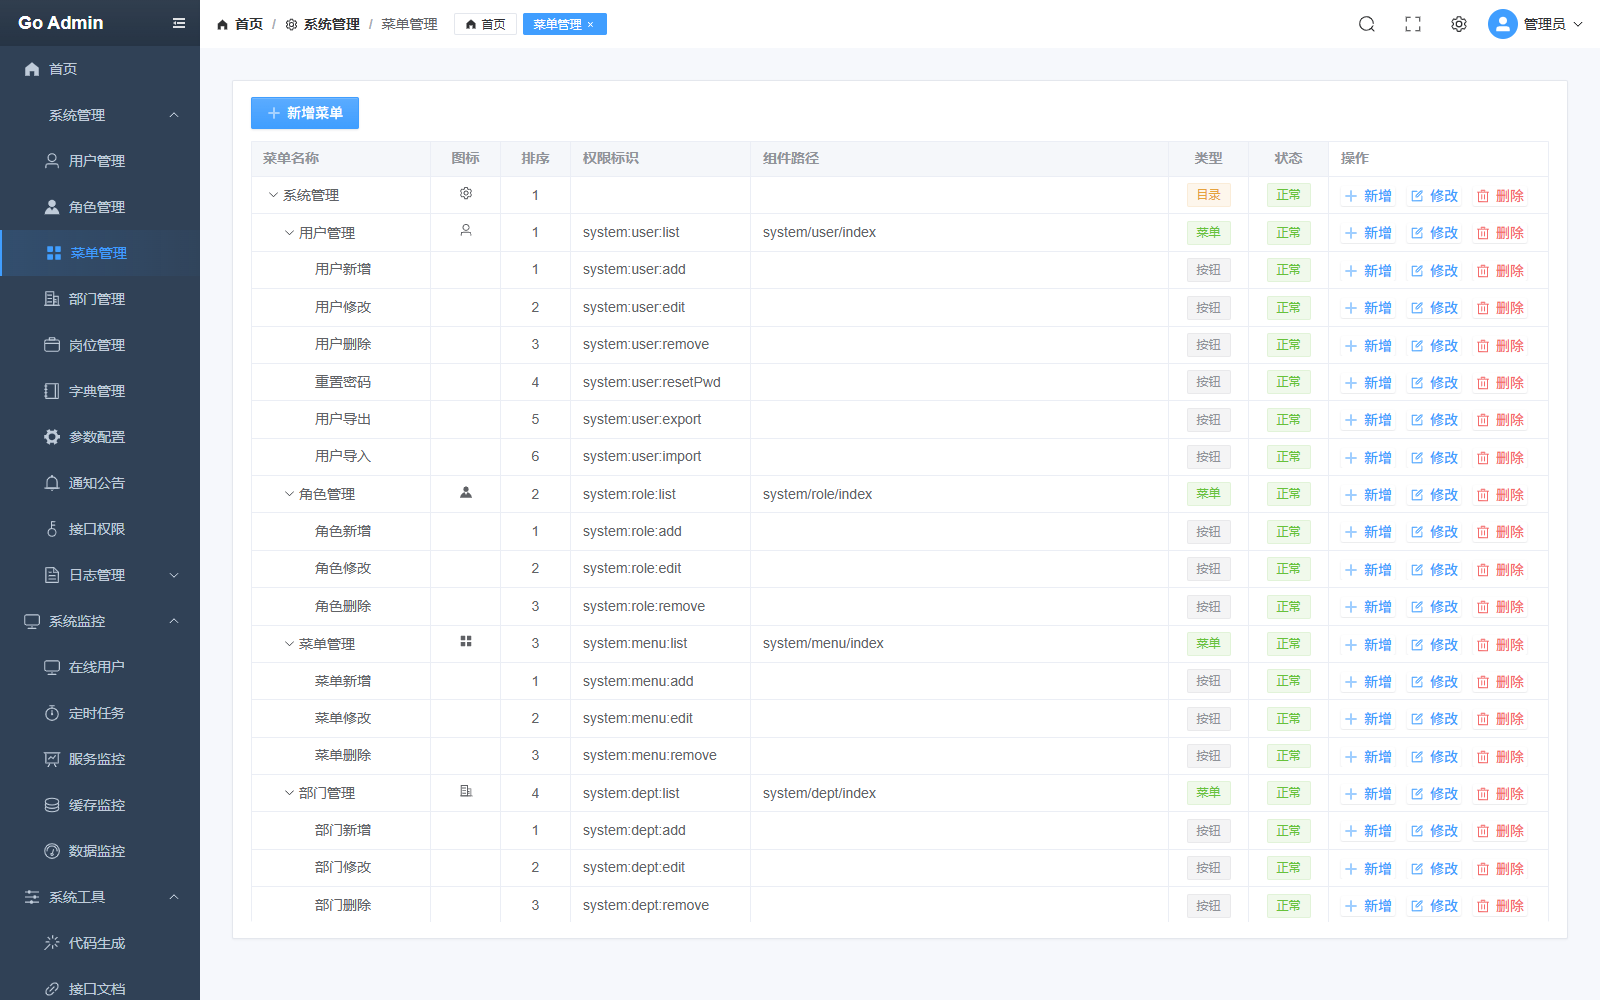 Go Admin
首页
系统管理
用户管理
角色管理
菜单管理
部门管理
岗位管理
字典管理
参数配置
通知公告
接口权限
日志管理
系统监控
在线用户
定时任务
服务监控
缓存监控
数据监控
系统工具
代码生成
接口文档
首页 / 系统管理 / 菜单管理 首页 菜单管理 × 管理员
新增菜单
菜单名称 图标 排序 权限标识 组件路径 类型 状态 操作
系统管理 1 目录 正常 新增 修改 删除
用户管理 1 system:user:list system/user/index 菜单 正常 新增 修改 删除
用户新增 1 system:user:add 按钮 正常 新增 修改 删除
用户修改 2 system:user:edit 按钮 正常 新增 修改 删除
用户删除 3 system:user:remove 按钮 正常 新增 修改 删除
重置密码 4 system:user:resetPwd 按钮 正常 新增 修改 删除
用户导出 5 system:user:export 按钮 正常 新增 修改 删除
用户导入 6 system:user:import 按钮 正常 新增 修改 删除
角色管理 2 system:role:list system/role/index 菜单 正常 新增 修改 删除
角色新增 1 system:role:add 按钮 正常 新增 修改 删除
角色修改 2 system:role:edit 按钮 正常 新增 修改 删除
角色删除 3 system:role:remove 按钮 正常 新增 修改 删除
菜单管理 3 system:menu:list system/menu/index 菜单 正常 新增 修改 删除
菜单新增 1 system:menu:add 按钮 正常 新增 修改 删除
菜单修改 2 system:menu:edit 按钮 正常 新增 修改 删除
菜单删除 3 system:menu:remove 按钮 正常 新增 修改 删除
部门管理 4 system:dept:list system/dept/index 菜单 正常 新增 修改 删除
部门新增 1 system:dept:add 按钮 正常 新增 修改 删除
部门修改 2 system:dept:edit 按钮 正常 新增 修改 删除
部门删除 3 system:dept:remove 按钮 正常 新增 修改 删除